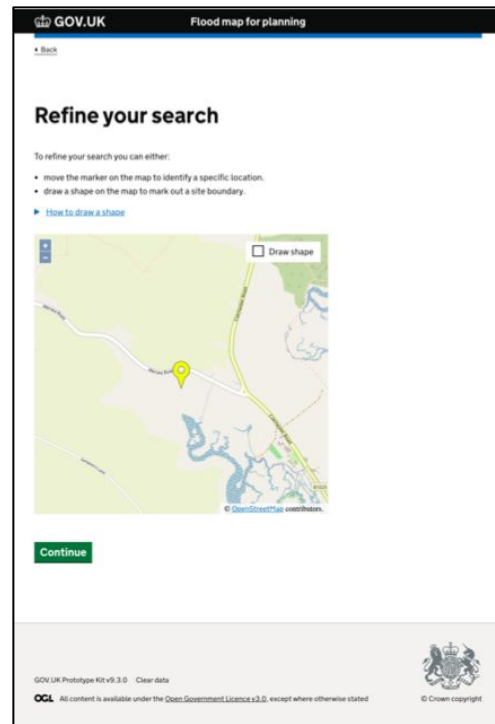 GOV.UK Flood map for planning
Back
Refine your search
To refine your search you can either:
• move the marker on the map to identify a specific location.
• draw a shape on the map to mark out a site boundary.
How to draw a shape
+
Draw shape
−
Colchester Road
© OpenStreetMap contributors.
Continue
GOV.UK Prototype Kit v9.3.0 Clear data
OGL All content is available under the Open Government Licence v3.0, except where otherwise stated
© Crown copyright